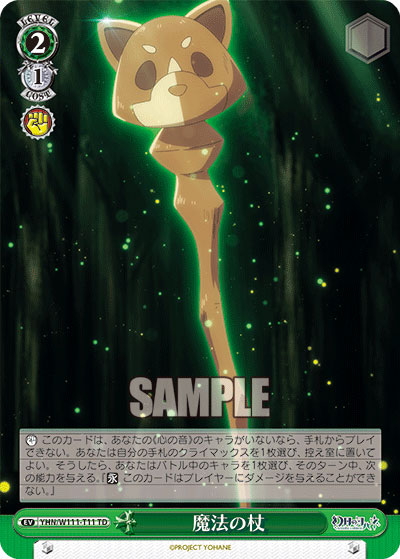 LEVEL
2
1
COST
SAMPLE
このカードは、あなたの《心の音》のキャラがいないなら、手札からプレイ
できない。あなたは自分の手札のクライマックスを1枚選び、控え室に置いて
よい。そうしたら、あなたはバトル中のキャラを1枚選び、そのターン中、次
の能力を与える。『永 このカードはプレイヤーにダメージを与えることができ
ない。』
EV YHN/W111-T11 TD 魔法の杖 幻日のヨハネ
©PROJECT YOHANE